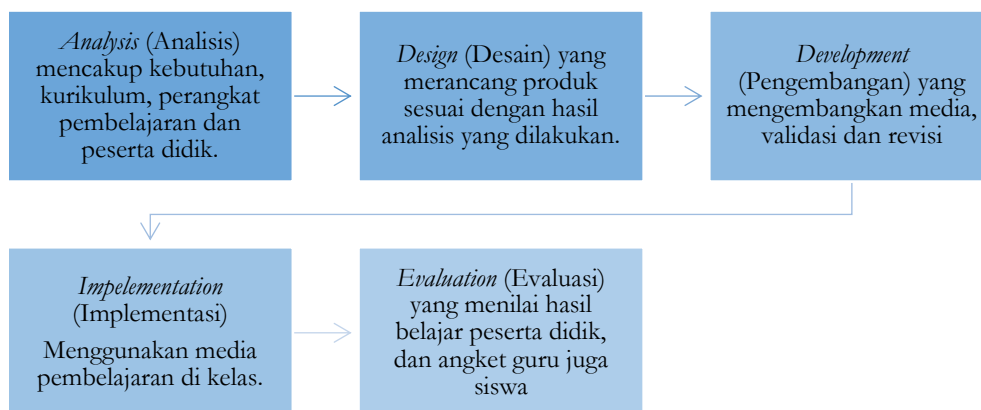 Analysis (Analisis)
mencakup kebutuhan,
kurikulum, perangkat
pembelajaran dan
peserta didik.
Design (Desain) yang
merancang produk
sesuai dengan hasil
analisis yang dilakukan.
Development
(Pengembangan) yang
mengembangkan media,
validasi dan revisi
Impelementation
(Implementasi)
Menggunakan media
pembelajaran di kelas.
Evaluation (Evaluasi)
yang menilai hasil
belajar peserta didik,
dan angket guru juga
siswa